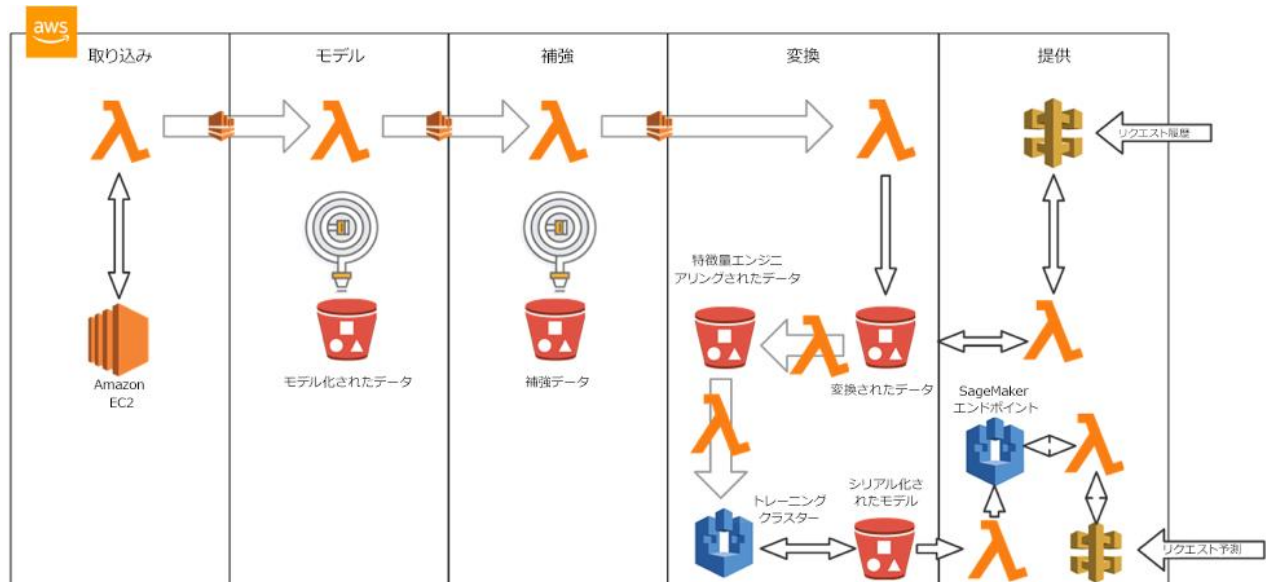 aws
取り込み
モデル
補強
変換
提供
リクエスト履歴
特徴量エンジニ
アリングされたデータ
Amazon
EC2
モデル化されたデータ
補強データ
変換されたデータ
SageMaker
エンドポイント
トレーニング
クラスター
シリアル化さ
れたモデル
リクエスト予測